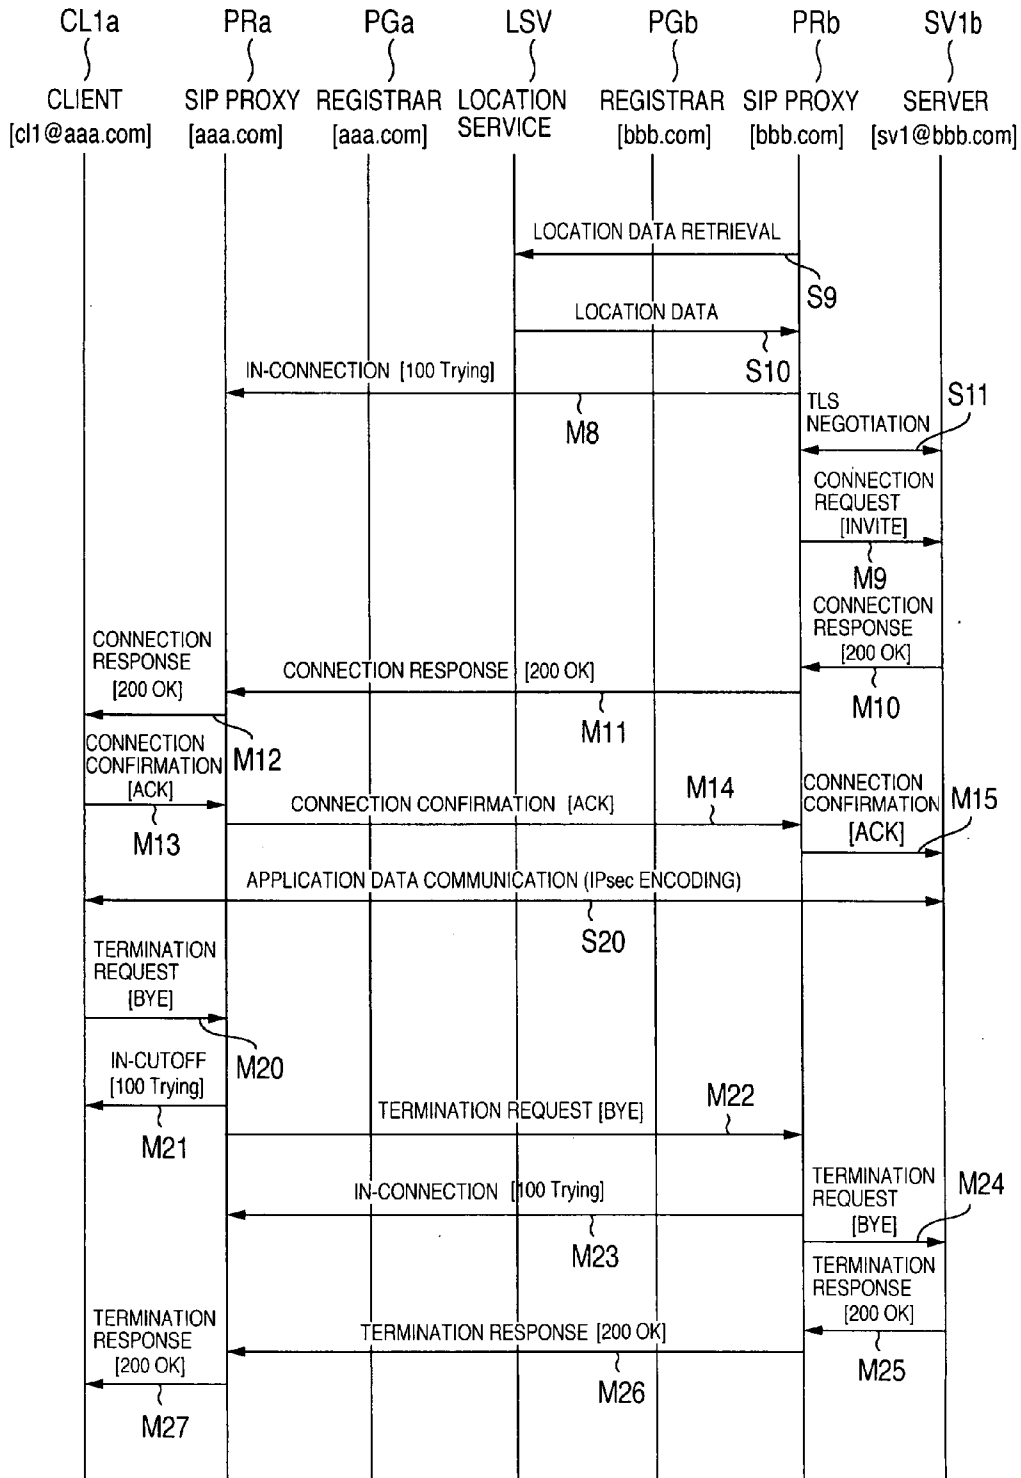 CL1a PRa PGa LSV PGb PRb SV1b
CLIENT SIP PROXY REGISTRAR LOCATION SERVICE REGISTRAR SIP PROXY SERVER
[cl1@aaa.com] [aaa.com] [aaa.com] [bbb.com] [bbb.com] [sv1@bbb.com]
LOCATION DATA RETRIEVAL
S9
LOCATION DATA
S10
IN-CONNECTION [100 Trying]
M8
TLS
NEGOTIATION
S11
CONNECTION
REQUEST
[INVITE]
M9
CONNECTION
RESPONSE
[200 OK]
M10
CONNECTION RESPONSE [200 OK]
M11
CONNECTION
RESPONSE
[200 OK]
M12
CONNECTION
CONFIRMATION
[ACK]
M13
CONNECTION CONFIRMATION [ACK]
M14
CONNECTION
CONFIRMATION
[ACK]
M15
APPLICATION DATA COMMUNICATION (IPsec ENCODING)
S20
TERMINATION
REQUEST
[BYE]
M20
IN-CUTOFF
[100 Trying]
M21
TERMINATION REQUEST [BYE]
M22
IN-CONNECTION [100 Trying]
M23
TERMINATION
REQUEST
[BYE]
M24
TERMINATION
RESPONSE
[200 OK]
M25
TERMINATION RESPONSE [200 OK]
M26
TERMINATION
RESPONSE
[200 OK]
M27